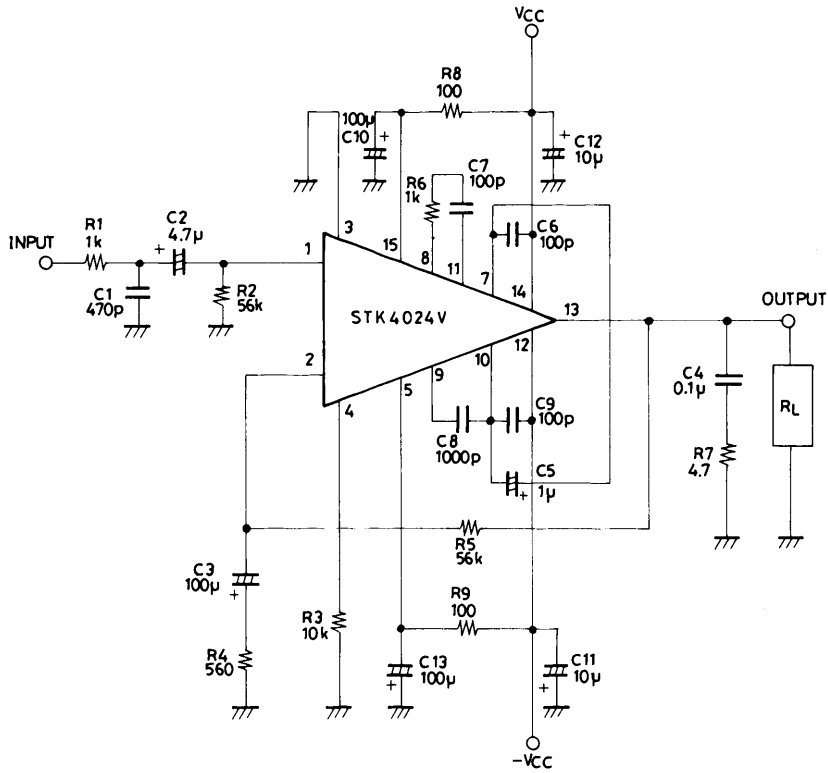 VCC
R8
100
100µ
C10
+
+
C12
10µ
C7
100p
R6
1k
R1
1k
C2
4.7µ
+
INPUT
1
3
15
8
11
7
C6
100p
14
13
OUTPUT
C1
470p
R2
56k
STK4024V
2
4
5
9
10
12
C8
1000p
C9
100p
C5
1µ
+
C4
0.1µ
RL
R7
4.7
R5
56k
C3
100µ
+
R4
560
R3
10k
R9
100
C13
100µ
+
C11
10µ
+
-VCC